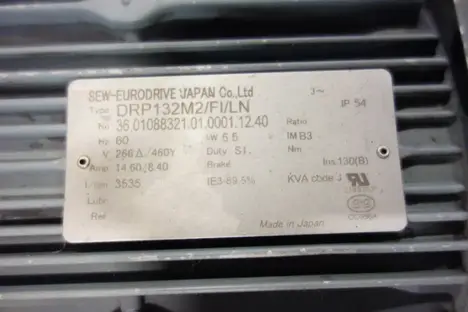 SEW-EURODRIVE JAPAN Co.,Ltd 3~
Type DRP132M2/FI/LN IP 54
No 36.01088321.01.0001.12.40 Ratio
Hz 60 kW 5.5 IM B3
V 266Δ/460Y Duty S1 Nm
Amp 14.60/8.40 Brake Ins.130(B)
r/min 3535 IE3-89.5% KVA code J
Lubr
Ref
Made in Japan